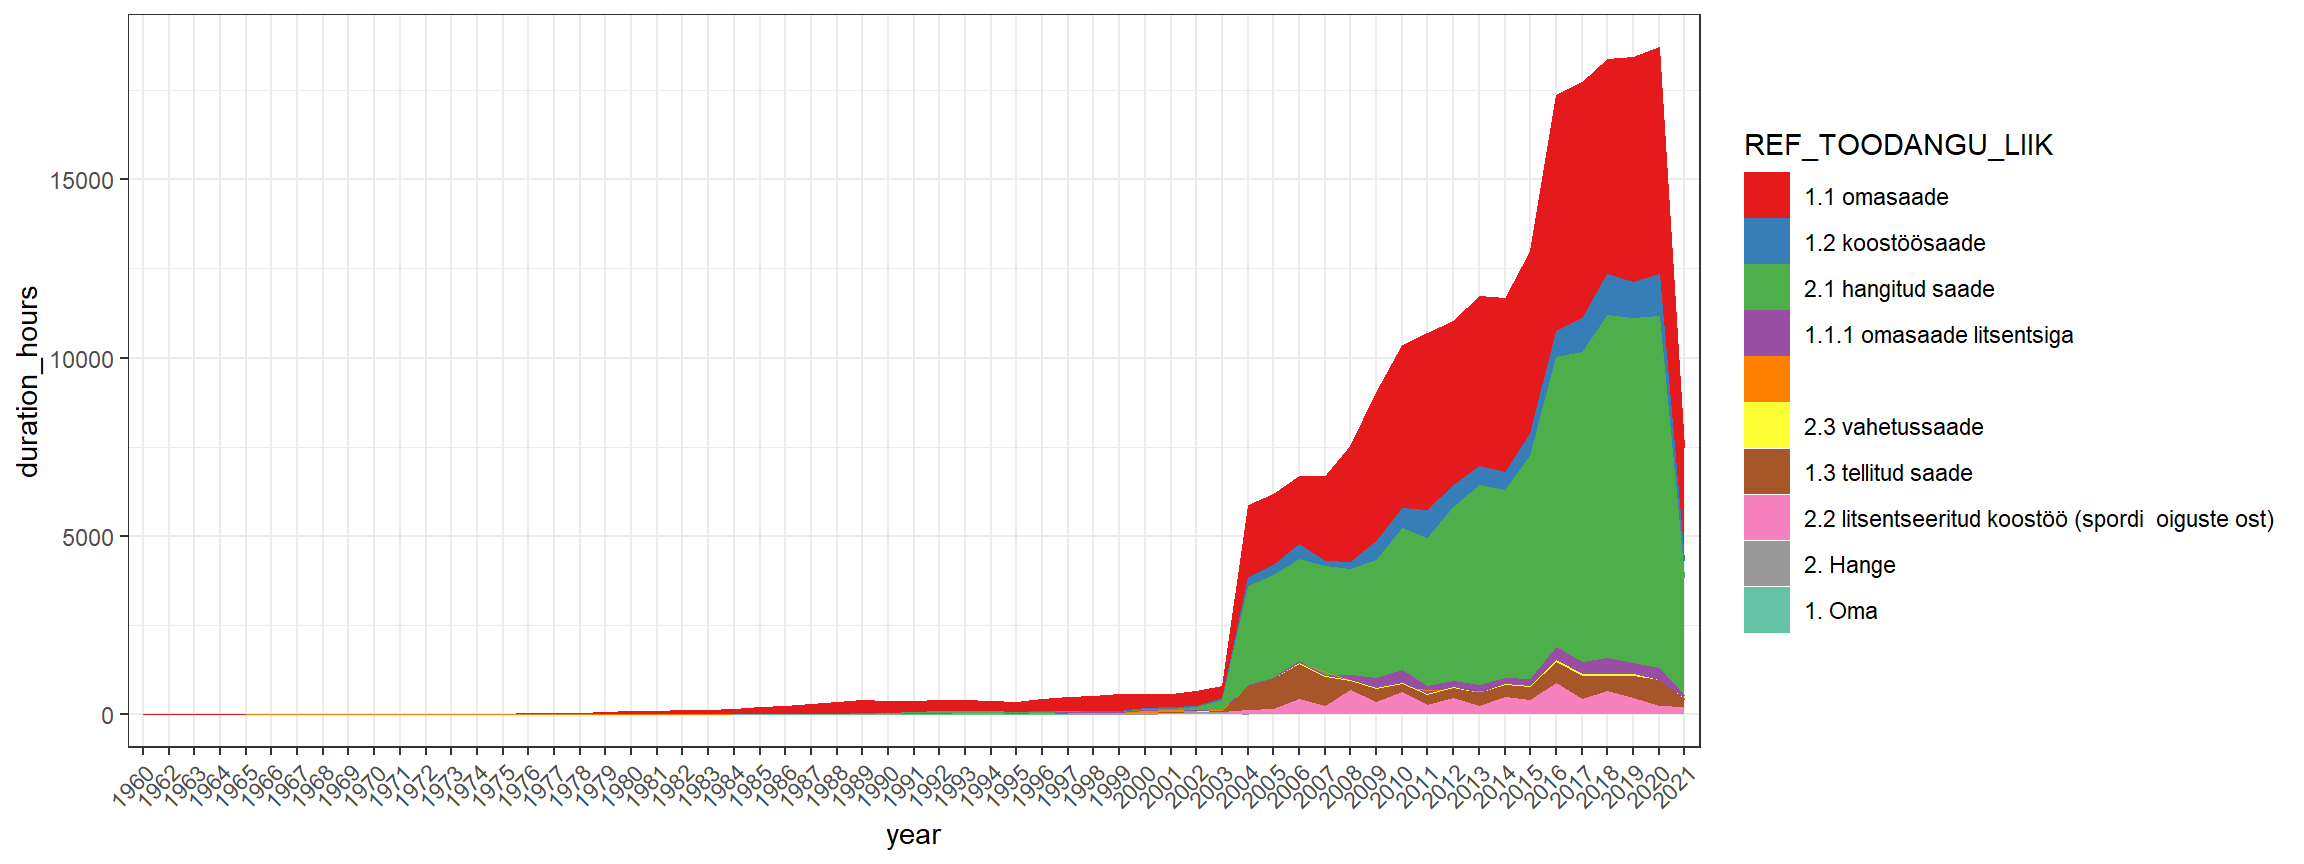 duration_hours
15000
10000
5000
0
1960 1962 1963 1964 1965 1966 1967 1968 1969 1970 1971 1972 1973 1974 1975 1976 1977 1978 1979 1980 1981 1982 1983 1984 1985 1986 1987 1988 1989 1990 1991 1992 1993 1994 1995 1996 1997 1998 1999 2000 2001 2002 2003 2004 2005 2006 2007 2008 2009 2010 2011 2012 2013 2014 2015 2016 2017 2018 2019 2020 2021
year
REF_TOODANGU_LIIK
1.1 omasaade
1.2 koostöösaade
2.1 hangitud saade
1.1.1 omasaade litsentsiga
2.3 vahetussaade
1.3 tellitud saade
2.2 litsentseeritud koostöö (spordi  oiguste ost)
2. Hange
1. Oma